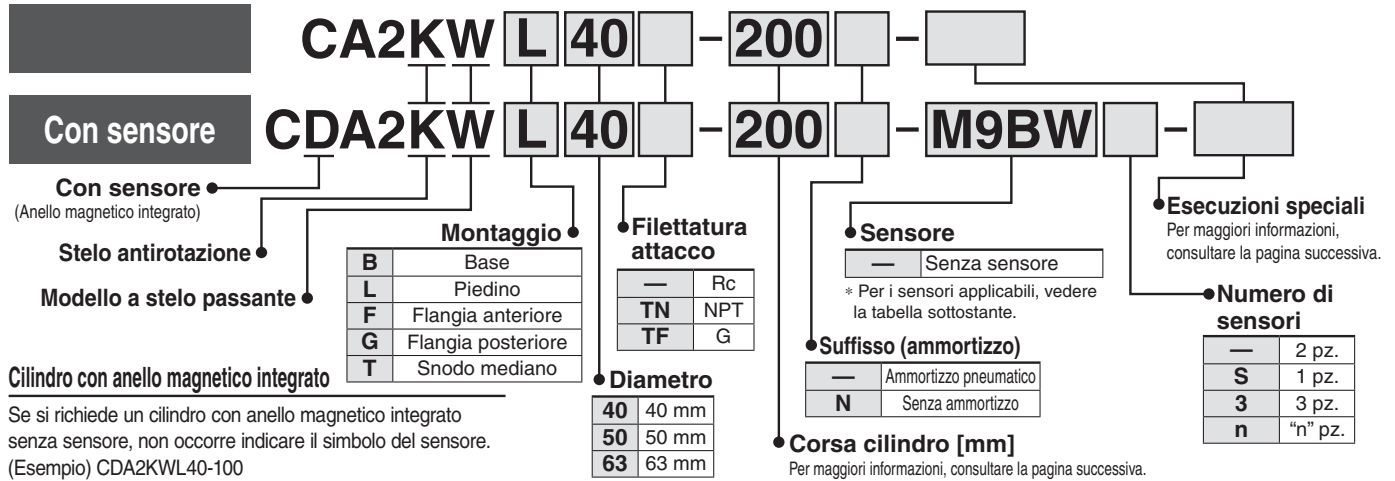 CA2KW L 40 – 200 –
Con sensore CDA2KW L 40 – 200 – M9BW –
Con sensore
(Anello magnetico integrato)
Stelo antirotazione
Modello a stelo passante
Montaggio
B Base
L Piedino
F Flangia anteriore
G Flangia posteriore
T Snodo mediano
Filettatura
attacco
— Rc
TN NPT
TF G
Diametro
40 40 mm
50 50 mm
63 63 mm
Sensore
— Senza sensore
* Per i sensori applicabili, vedere
la tabella sottostante.
Suffisso (ammortizzo)
— Ammortizzo pneumatico
N Senza ammortizzo
Corsa cilindro [mm]
Per maggiori informazioni, consultare la pagina successiva.
Esecuzioni speciali
Per maggiori informazioni,
consultare la pagina successiva.
Numero di
sensori
— 2 pz.
S 1 pz.
3 3 pz.
n “n” pz.
Cilindro con anello magnetico integrato
Se si richiede un cilindro con anello magnetico integrato
senza sensore, non occorre indicare il simbolo del sensore.
(Esempio) CDA2KWL40-100